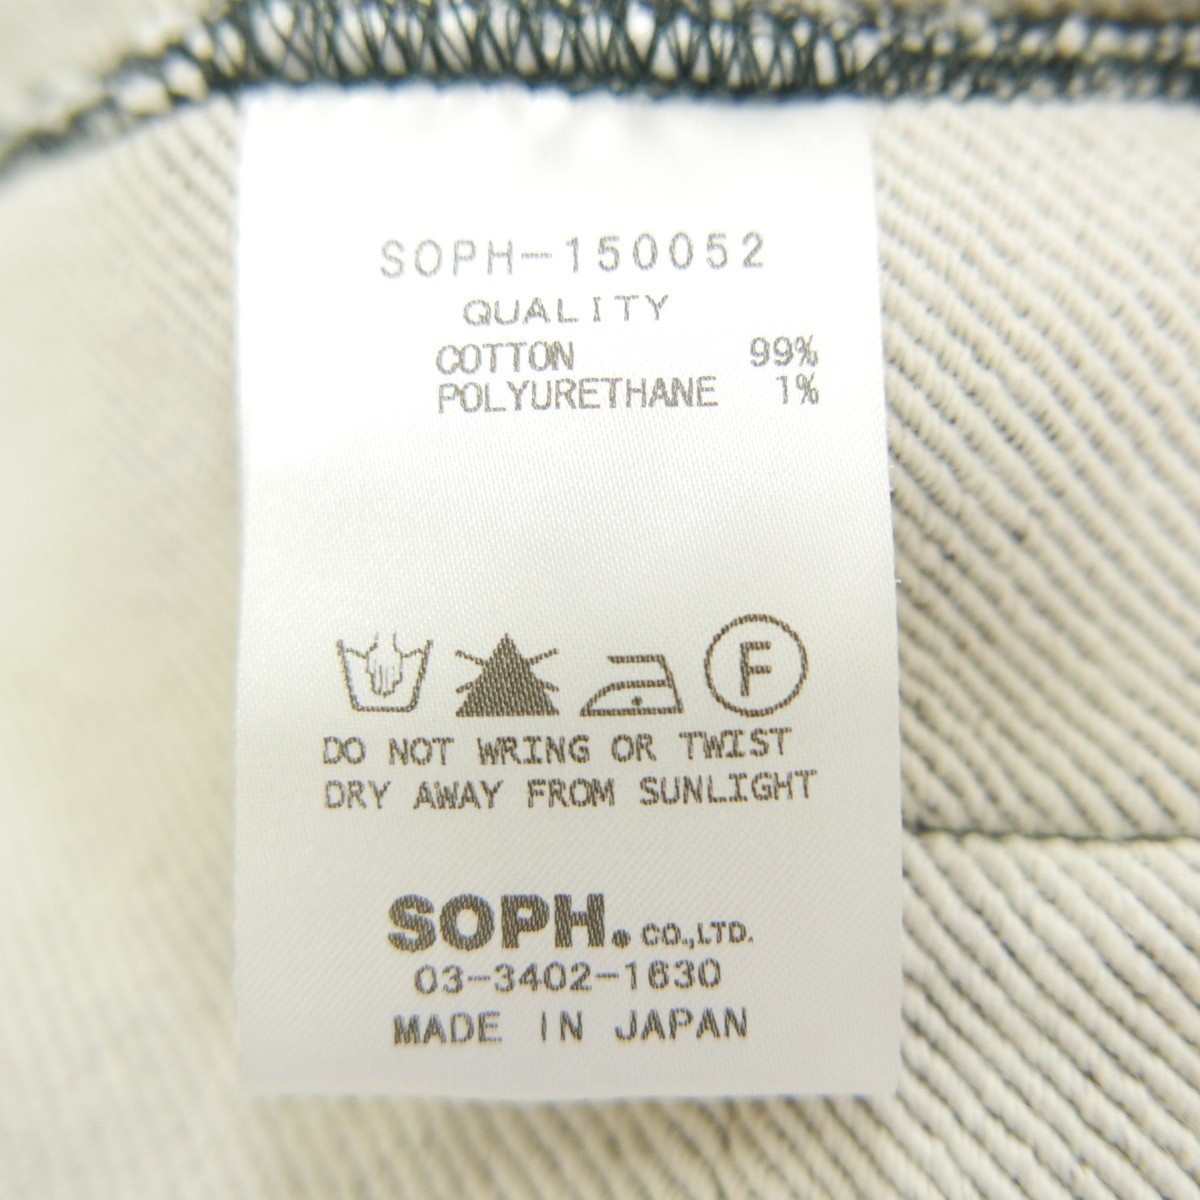 SOPH-150052
QUALITY
COTTON 99%
POLYURETHANE 1%
F
DO NOT WRING OR TWIST
DRY AWAY FROM SUNLIGHT
SOPH. CO.,LTD.
03-3402-1630
MADE IN JAPAN